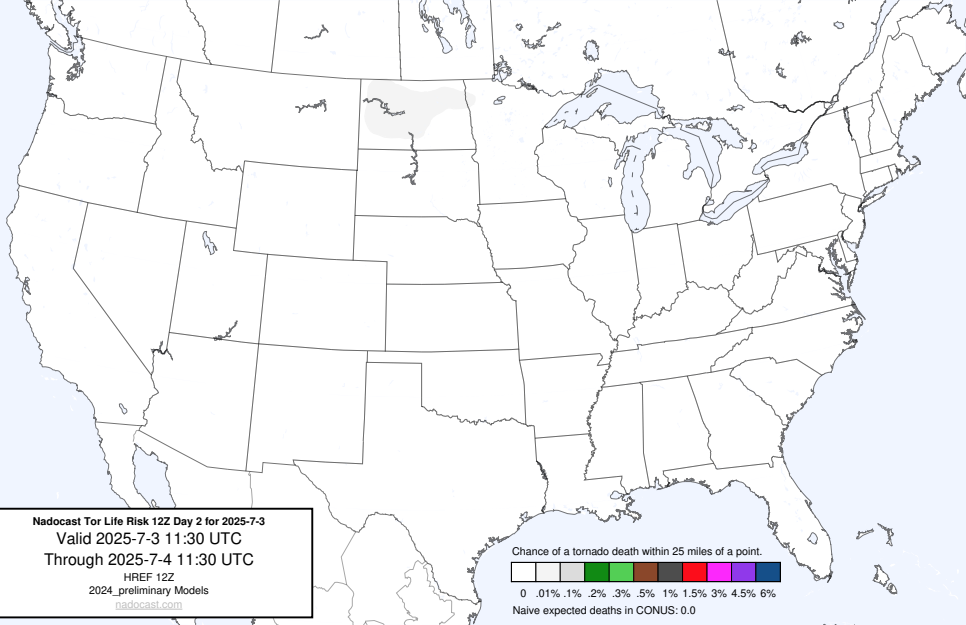 Nadocast Tor Life Risk 12Z Day 2 for 2025-7-3
Valid 2025-7-3 11:30 UTC
Through 2025-7-4 11:30 UTC
HREF 12Z
2024_preliminary Models
nadocast.com
Chance of a tornado death within 25 miles of a point.
0 .01% .1% .2% .3% .5% 1% 1.5% 3% 4.5% 6%
Naive expected deaths in CONUS: 0.0